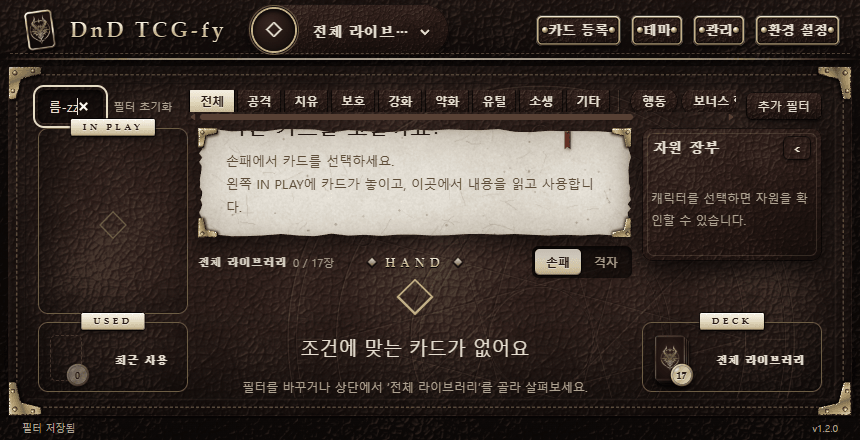 DnD TCG-fy
전체 라이브…
카드 등록
테마
관리
환경 설정
름-zz
필터 초기화
전체
공격
치유
보호
강화
약화
유틸
소생
기타
행동
보너스
추가 필터
IN PLAY
손패에서 카드를 선택하세요.
왼쪽 IN PLAY에 카드가 놓이고, 이곳에서 내용을 읽고 사용합니
다.
자원 장부
캐릭터를 선택하면 자원을 확
인할 수 있습니다.
전체 라이브러리 0 / 17장
HAND
손패
격자
USED
최근 사용
0
조건에 맞는 카드가 없어요
필터를 바꾸거나 상단에서 '전체 라이브러리'를 골라 살펴보세요.
DECK
전체 라이브러리
17
필터 저장됨
v1.2.0